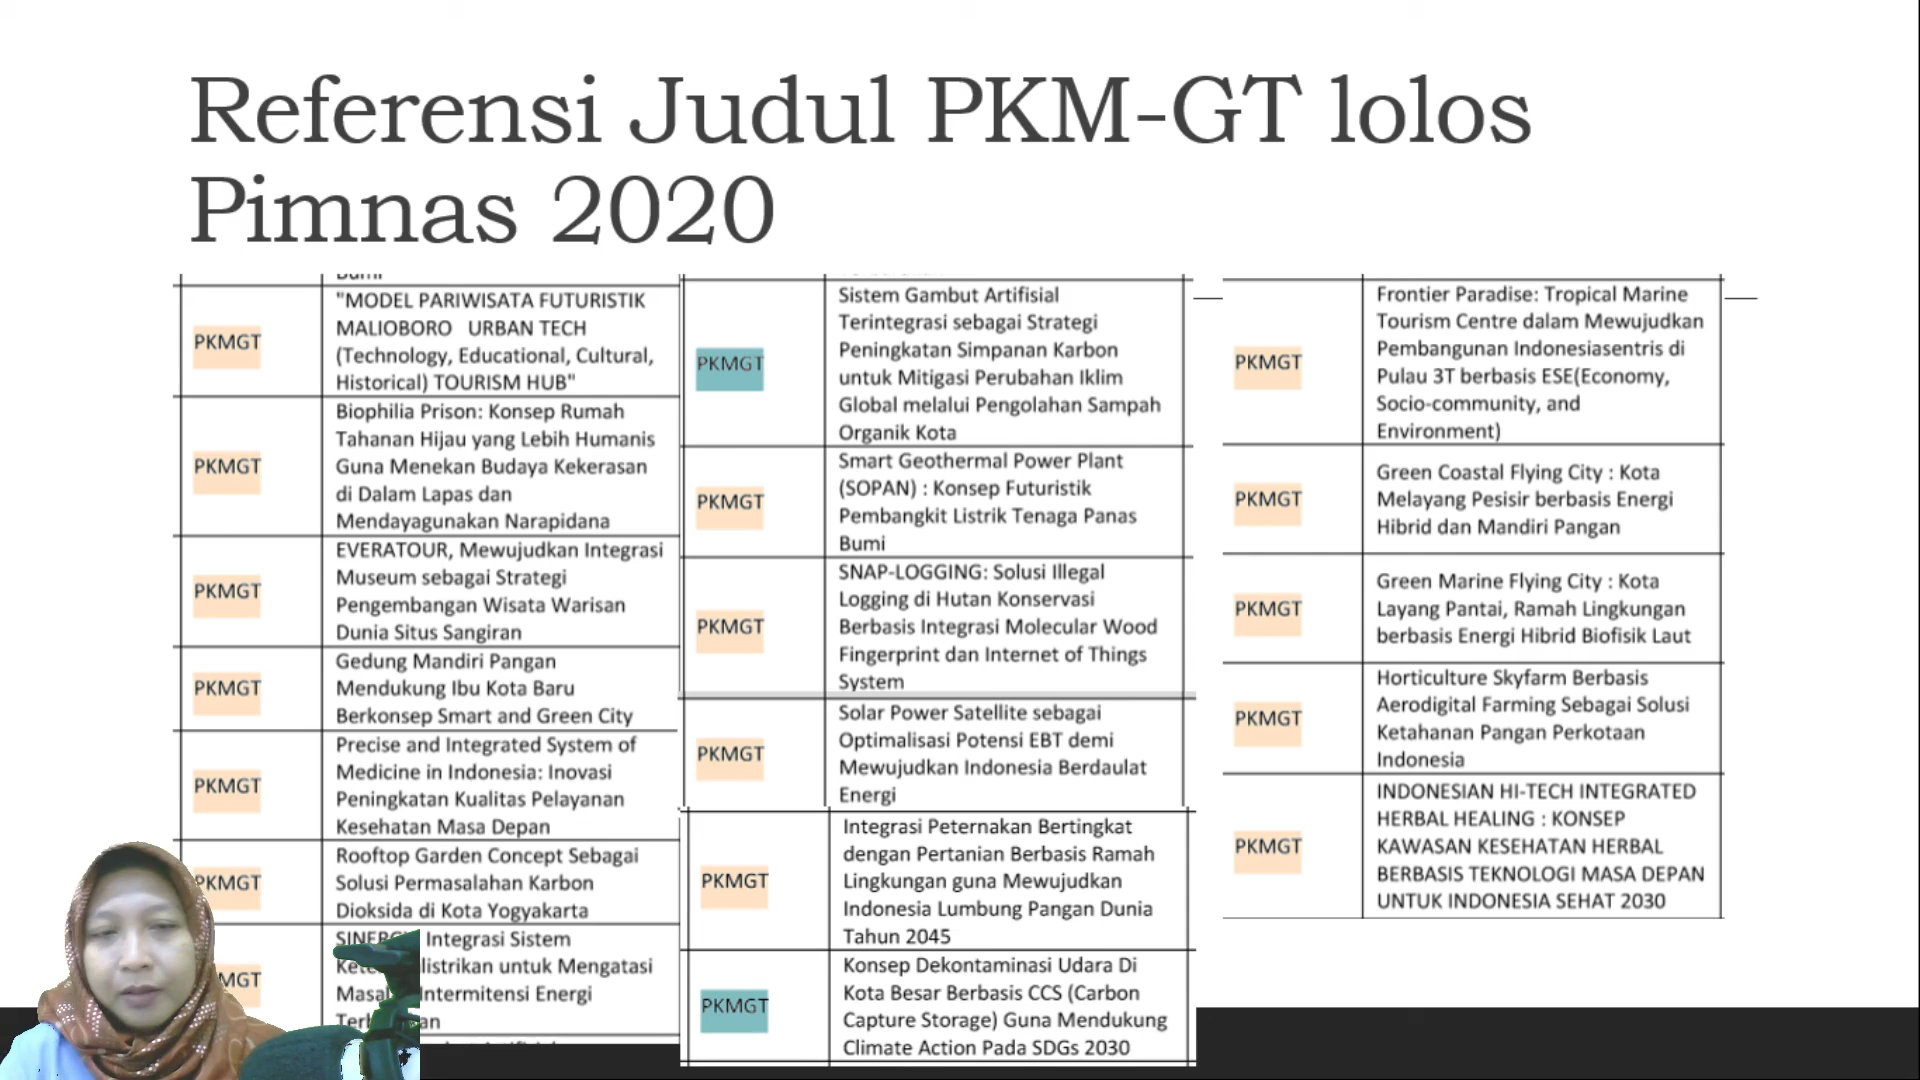 Referensi Judul PKM-GT lolos
Pimnas 2020
PKMGT
"MODEL PARIWISATA FUTURISTIK
MALIOBORO URBAN TECH
(Technology, Educational, Cultural,
Historical) TOURISM HUB"
PKMGT
Biophilia Prison: Konsep Rumah
Tahanan Hijau yang Lebih Humanis
Guna Menekan Budaya Kekerasan
di Dalam Lapas dan
Mendayagunakan Narapidana
PKMGT
EVERATOUR, Mewujudkan Integrasi
Museum sebagai Strategi
Pengembangan Wisata Warisan
Dunia Situs Sangiran
PKMGT
Gedung Mandiri Pangan
Mendukung Ibu Kota Baru
Berkonsep Smart and Green City
PKMGT
Precise and Integrated System of
Medicine in Indonesia: Inovasi
Peningkatan Kualitas Pelayanan
Kesehatan Masa Depan
PKMGT
Rooftop Garden Concept Sebagai
Solusi Permasalahan Karbon
Dioksida di Kota Yogyakarta
Integrasi Sistem
untuk Mengatasi
Intermitensi Energi
PKMGT
Sistem Gambut Artifisial
Terintegrasi sebagai Strategi
Peningkatan Simpanan Karbon
untuk Mitigasi Perubahan Iklim
Global melalui Pengolahan Sampah
Organik Kota
PKMGT
Smart Geothermal Power Plant
(SOPAN) : Konsep Futuristik
Pembangkit Listrik Tenaga Panas
Bumi
PKMGT
SNAP-LOGGING: Solusi Illegal
Logging di Hutan Konservasi
Berbasis Integrasi Molecular Wood
Fingerprint dan Internet of Things
System
PKMGT
Solar Power Satellite sebagai
Optimalisasi Potensi EBT demi
Mewujudkan Indonesia Berdaulat
Energi
PKMGT
Integrasi Peternakan Bertingkat
dengan Pertanian Berbasis Ramah
Lingkungan guna Mewujudkan
Indonesia Lumbung Pangan Dunia
Tahun 2045
PKMGT
Konsep Dekontaminasi Udara Di
Kota Besar Berbasis CCS (Carbon
Capture Storage) Guna Mendukung
Climate Action Pada SDGs 2030
PKMGT
Frontier Paradise: Tropical Marine
Tourism Centre dalam Mewujudkan
Pembangunan Indonesiasentris di
Pulau 3T berbasis ESE(Economy,
Socio-community, and
Environment)
PKMGT
Green Coastal Flying City : Kota
Melayang Pesisir berbasis Energi
Hibrid dan Mandiri Pangan
PKMGT
Green Marine Flying City : Kota
Layang Pantai, Ramah Lingkungan
berbasis Energi Hibrid Biofisik Laut
PKMGT
Horticulture Skyfarm Berbasis
Aerodigital Farming Sebagai Solusi
Ketahanan Pangan Perkotaan
Indonesia
PKMGT
INDONESIAN HI-TECH INTEGRATED
HERBAL HEALING : KONSEP
KAWASAN KESEHATAN HERBAL
BERBASIS TEKNOLOGI MASA DEPAN
UNTUK INDONESIA SEHAT 2030